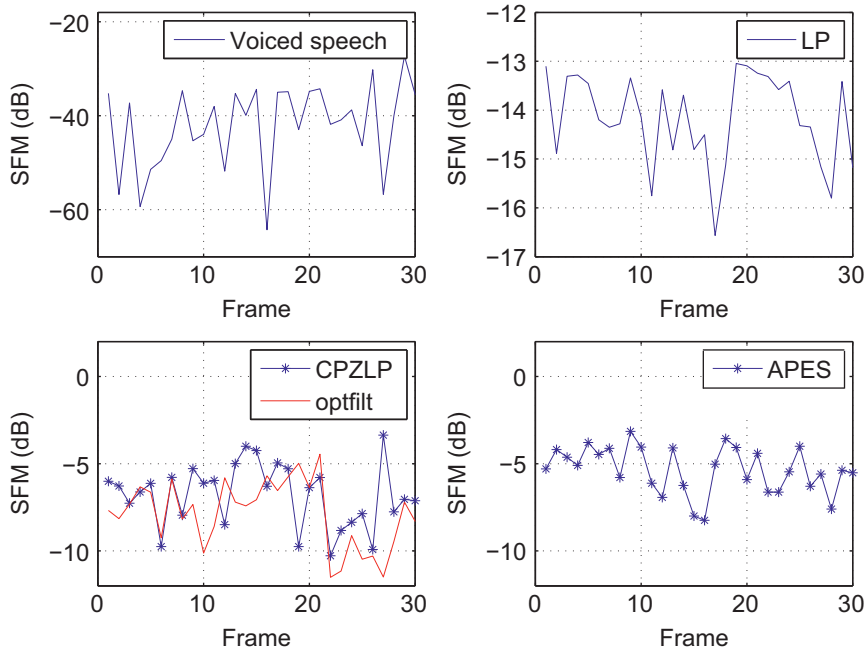 Voiced speech
SFM (dB)
−20
−40
−60
0 10 20 30
Frame
LP
SFM (dB)
−12
−13
−14
−15
−16
−17
0 10 20 30
Frame
CPZLP
optfilt
SFM (dB)
0
−5
−10
0 10 20 30
Frame
APES
SFM (dB)
0
−5
−10
0 10 20 30
Frame